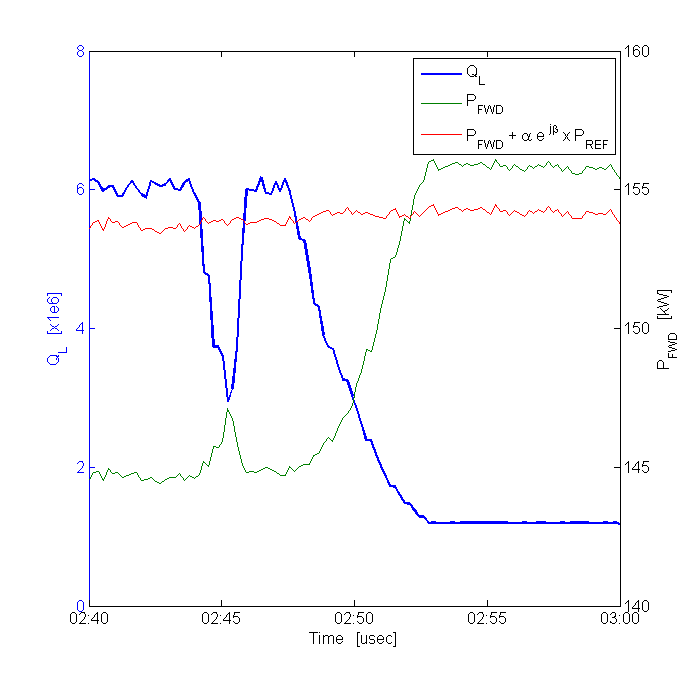 8
160
Q_L
P_FWD
P_FWD + α e^jβ x P_REF
6
155
4
150
Q_L [x1e6]
P_FWD [kW]
2
145
0
140
02:40
02:45
02:50
02:55
03:00
Time [usec]